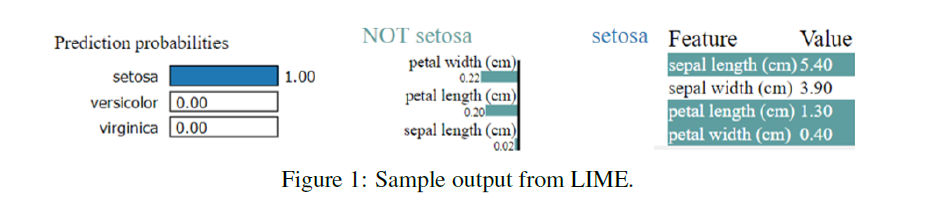 Prediction probabilities
setosa 1.00
versicolor 0.00
virginica 0.00
NOT setosa setosa
petal width (cm)
0.22
petal length (cm)
0.20
sepal length (cm)
0.02
Feature Value
sepal length (cm) 5.40
sepal width (cm) 3.90
petal length (cm) 1.30
petal width (cm) 0.40
Figure 1: Sample output from LIME.